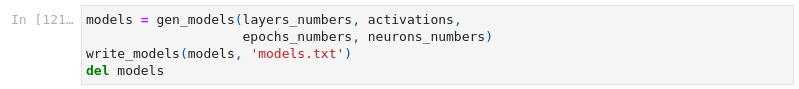 In [121…
models = gen_models(layers_numbers, activations,
                    epochs_numbers, neurons_numbers)
write_models(models, 'models.txt')
del models